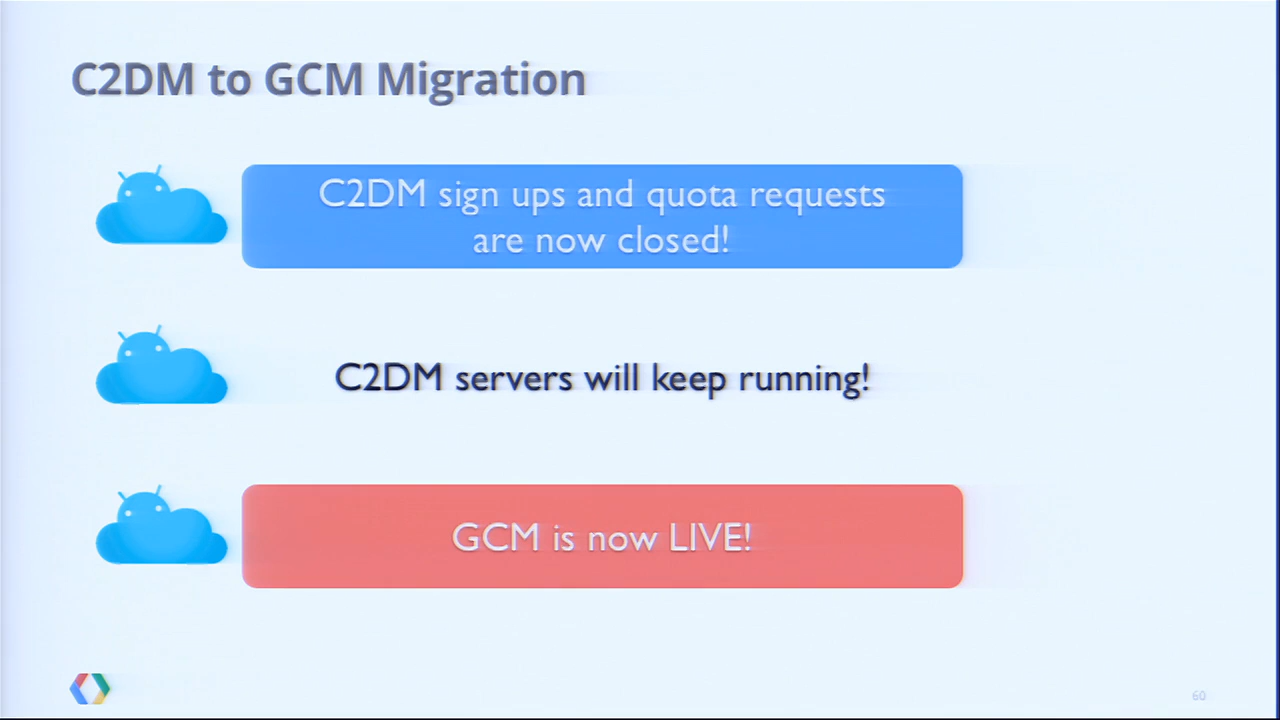 C2DM to GCM Migration
C2DM sign ups and quota requests
are now closed!
C2DM servers will keep running!
GCM is now LIVE!
60